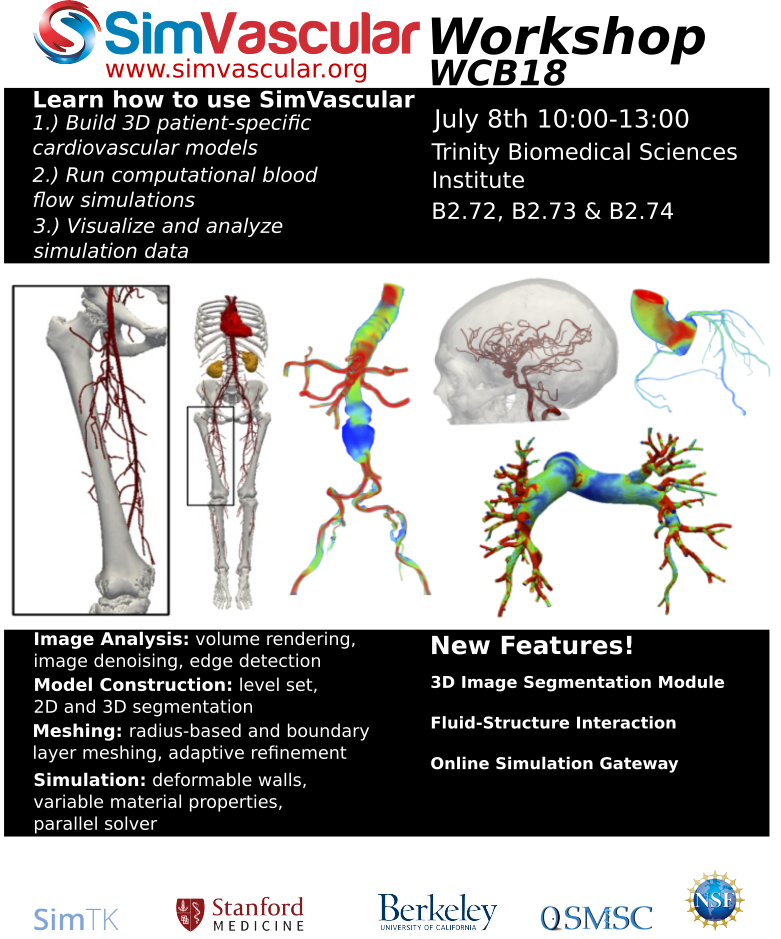 SimVascular
www.simvascular.org
Workshop
WCB18
Learn how to use SimVascular
1.) Build 3D patient-specific
cardiovascular models
2.) Run computational blood
flow simulations
3.) Visualize and analyze
simulation data
July 8th 10:00-13:00
Trinity Biomedical Sciences
Institute
B2.72, B2.73 & B2.74
Image Analysis: volume rendering,
image denoising, edge detection
Model Construction: level set,
2D and 3D segmentation
Meshing: radius-based and boundary
layer meshing, adaptive refinement
Simulation: deformable walls,
variable material properties,
parallel solver
New Features!
3D Image Segmentation Module
Fluid-Structure Interaction
Online Simulation Gateway
SimTK
Stanford
MEDICINE
Berkeley
UNIVERSITY OF CALIFORNIA
OSMSC
NSF